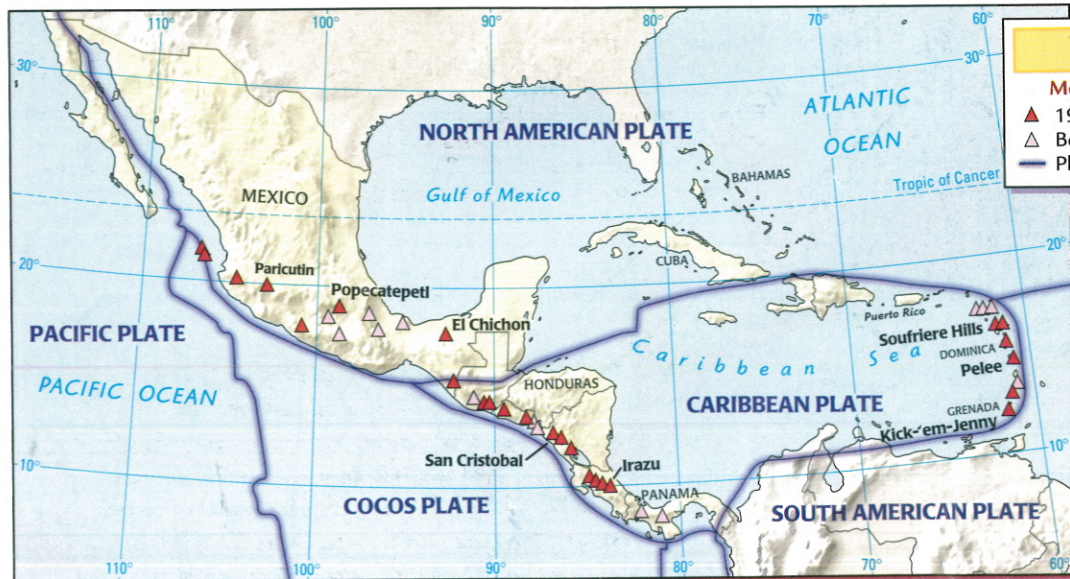 110°
100°
90°
80°
70°
60°
30°
30°
NORTH AMERICAN PLATE
ATLANTIC
OCEAN
MEXICO
Gulf of Mexico
BAHAMAS
Tropic of Cancer
CUBA
20°
20°
Paricutin
Popecatepetl
El Chichon
Puerto Rico
Soufriere Hills
PACIFIC PLATE
Caribbean Sea
DOMINICA
Pelee
PACIFIC OCEAN
HONDURAS
CARIBBEAN PLATE
GRENADA
Kick-'em-Jenny
San Cristobal
Irazu
10°
10°
COCOS PLATE
PANAMA
SOUTH AMERICAN PLATE
110°
100°
90°
80°
70°
60°